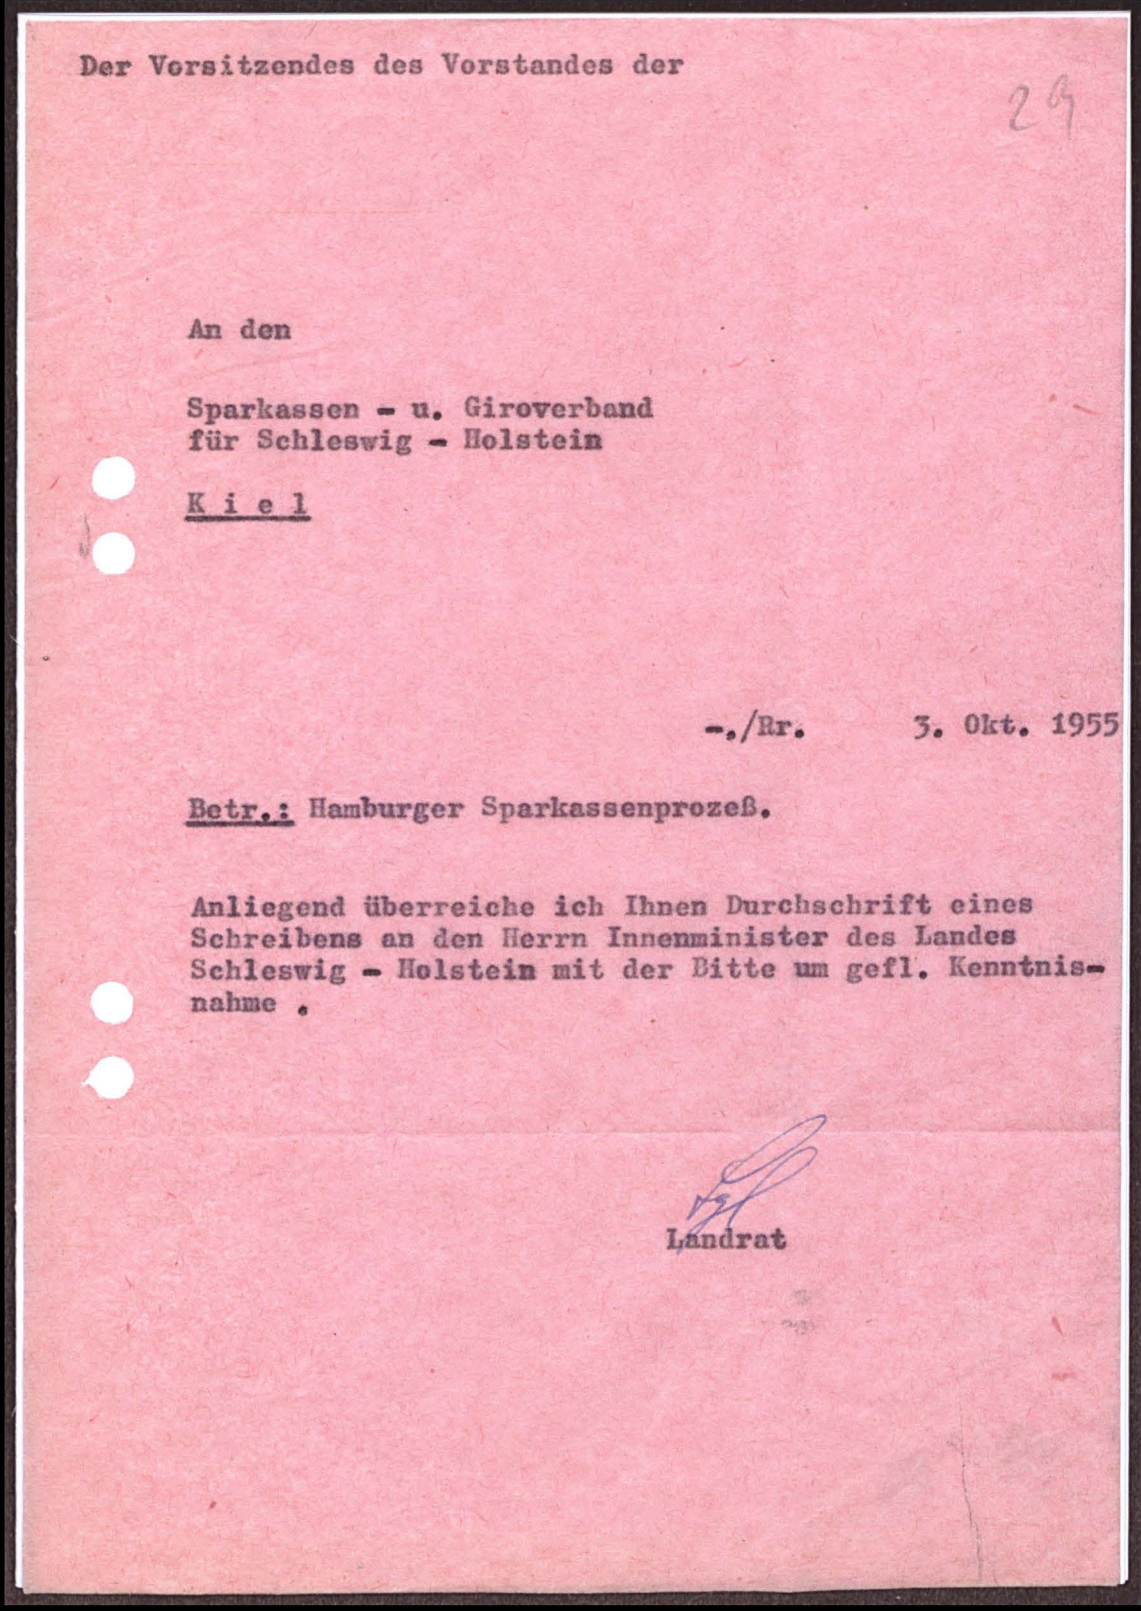 Der Vorsitzendes des Vorstandes der
29
An den
Sparkassen - u. Giroverband
für Schleswig - Holstein
K i e l
-./Rr. 3. Okt. 1955
Betr.: Hamburger Sparkassenprozeß.
Anliegend überreiche ich Ihnen Durchschrift eines
Schreibens an den Herrn Innenminister des Landes
Schleswig - Holstein mit der Bitte um gefl. Kenntnis-
nahme .
Landrat